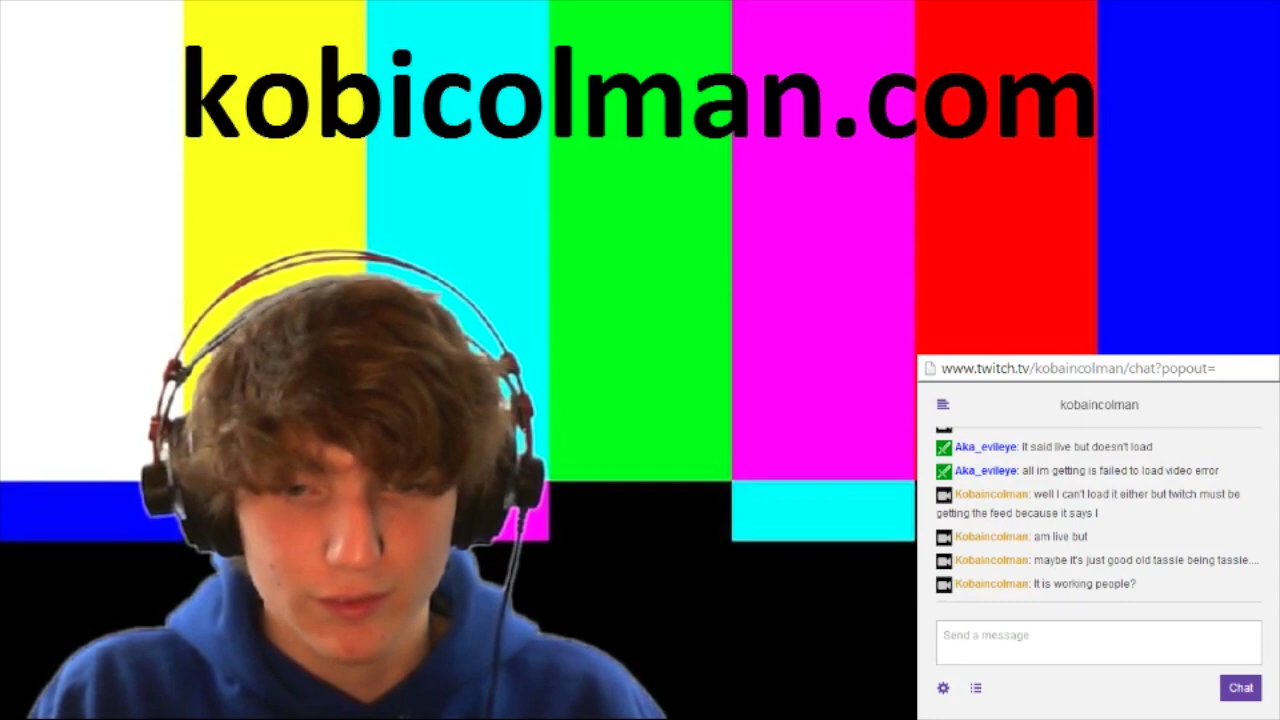 kobicolman.com
www.twitch.tv/kobaincolman/chat?popout=
kobaincolman
Aka_evileye: It said live but doesn't load
Aka_evileye: all im getting is failed to load video error
Kobaincolman: well I can't load it either but twitch must be
getting the feed because it says I
Kobaincolman: am live but
Kobaincolman: maybe it's just good old tassie being tassie....
Kobaincolman: It is working people?
Send a message
Chat